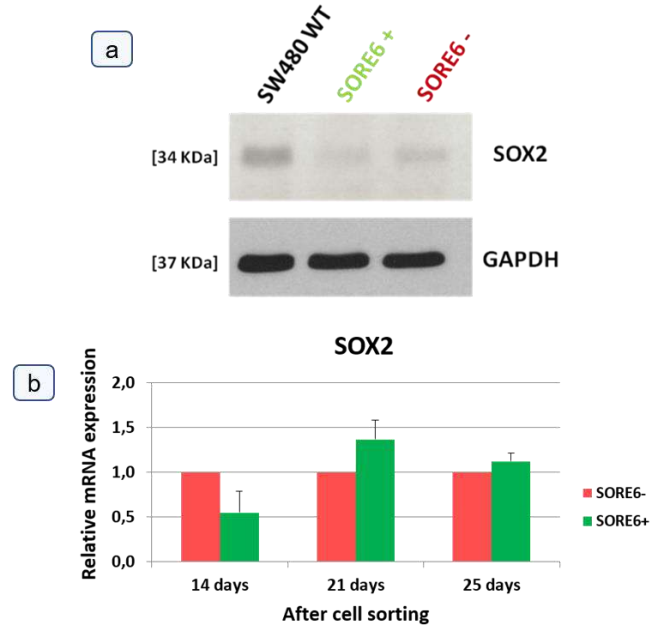 a
SW480 WT
SORE6 +
SORE6 -
[34 KDa]
SOX2
[37 KDa]
GAPDH
b
SOX2
Relative mRNA expression
2,0
1,5
1,0
0,5
0,0
14 days
21 days
25 days
After cell sorting
SORE6-
SORE6+